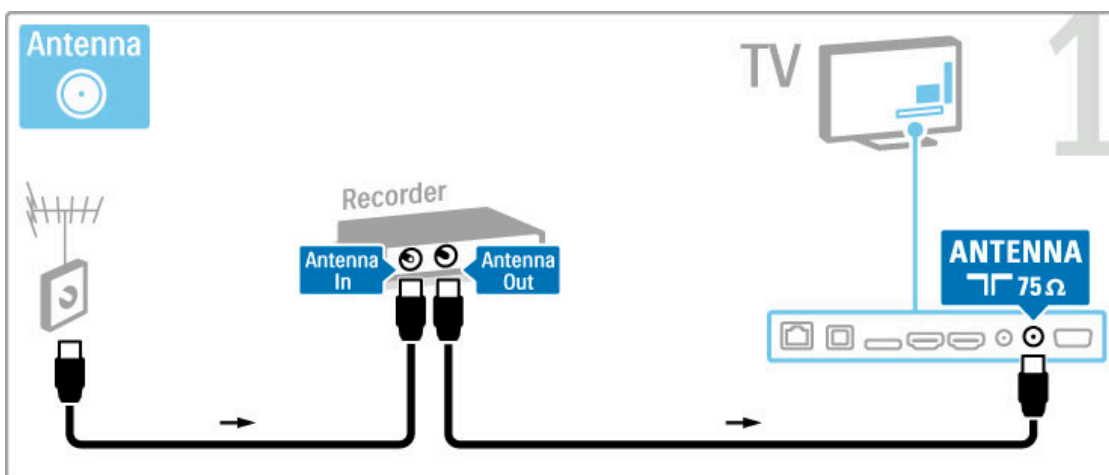 Antenna
TV
1
Recorder
Antenna
In
Antenna
Out
ANTENNA
75 Ω